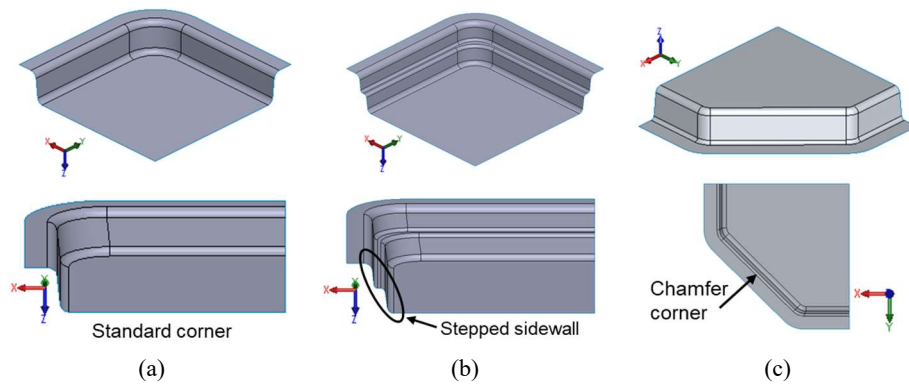 X
Y
Z
X
Y
Z
Z
X
Y
X
Y
Z
Standard corner
X
Y
Z
Stepped sidewall
Chamfer
corner
X
Y
(a)
(b)
(c)